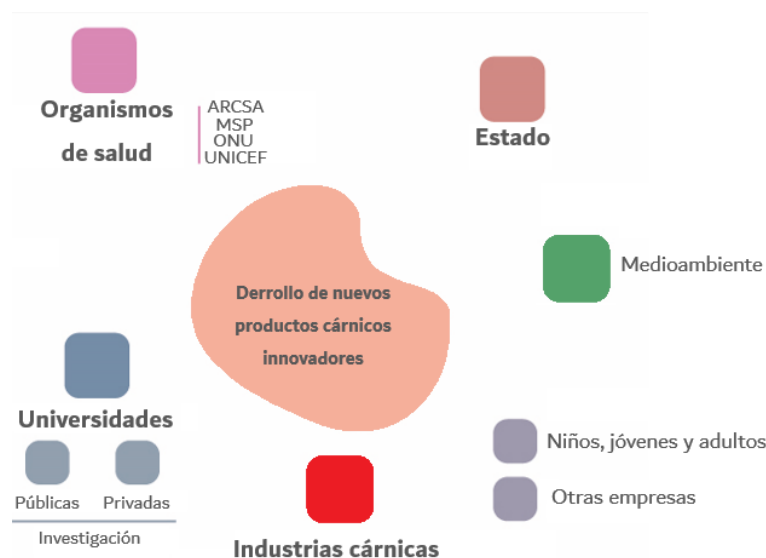 Organismos
de salud
ARCSA
MSP
ONU
UNICEF
Estado
Medioambiente
Derrollo de nuevos
productos cárnicos
innovadores
Universidades
Públicas
Privadas
Investigación
Niños, jóvenes y adultos
Otras empresas
Industrias cárnicas